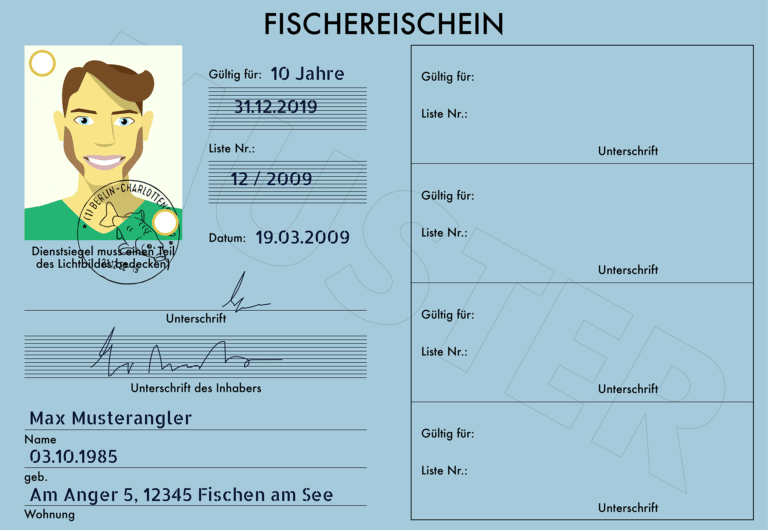 FISCHEREISCHEIN
Gültig für: 10 Jahre
31.12.2019
Liste Nr.:
12 / 2009
Datum: 19.03.2009
(1) BERLIN-CHARLOTTEN
Dienstsiegel muss einen Teil
des Lichtbildes bedecken)
Unterschrift
Unterschrift des Inhabers
Max Musterangler
Name
03.10.1985
geb.
Am Anger 5, 12345 Fischen am See
Wohnung
Gültig für:
Liste Nr.:
Unterschrift
Gültig für:
Liste Nr.:
Unterschrift
Gültig für:
Liste Nr.:
Unterschrift
Gültig für:
Liste Nr.:
Unterschrift
MUSTER